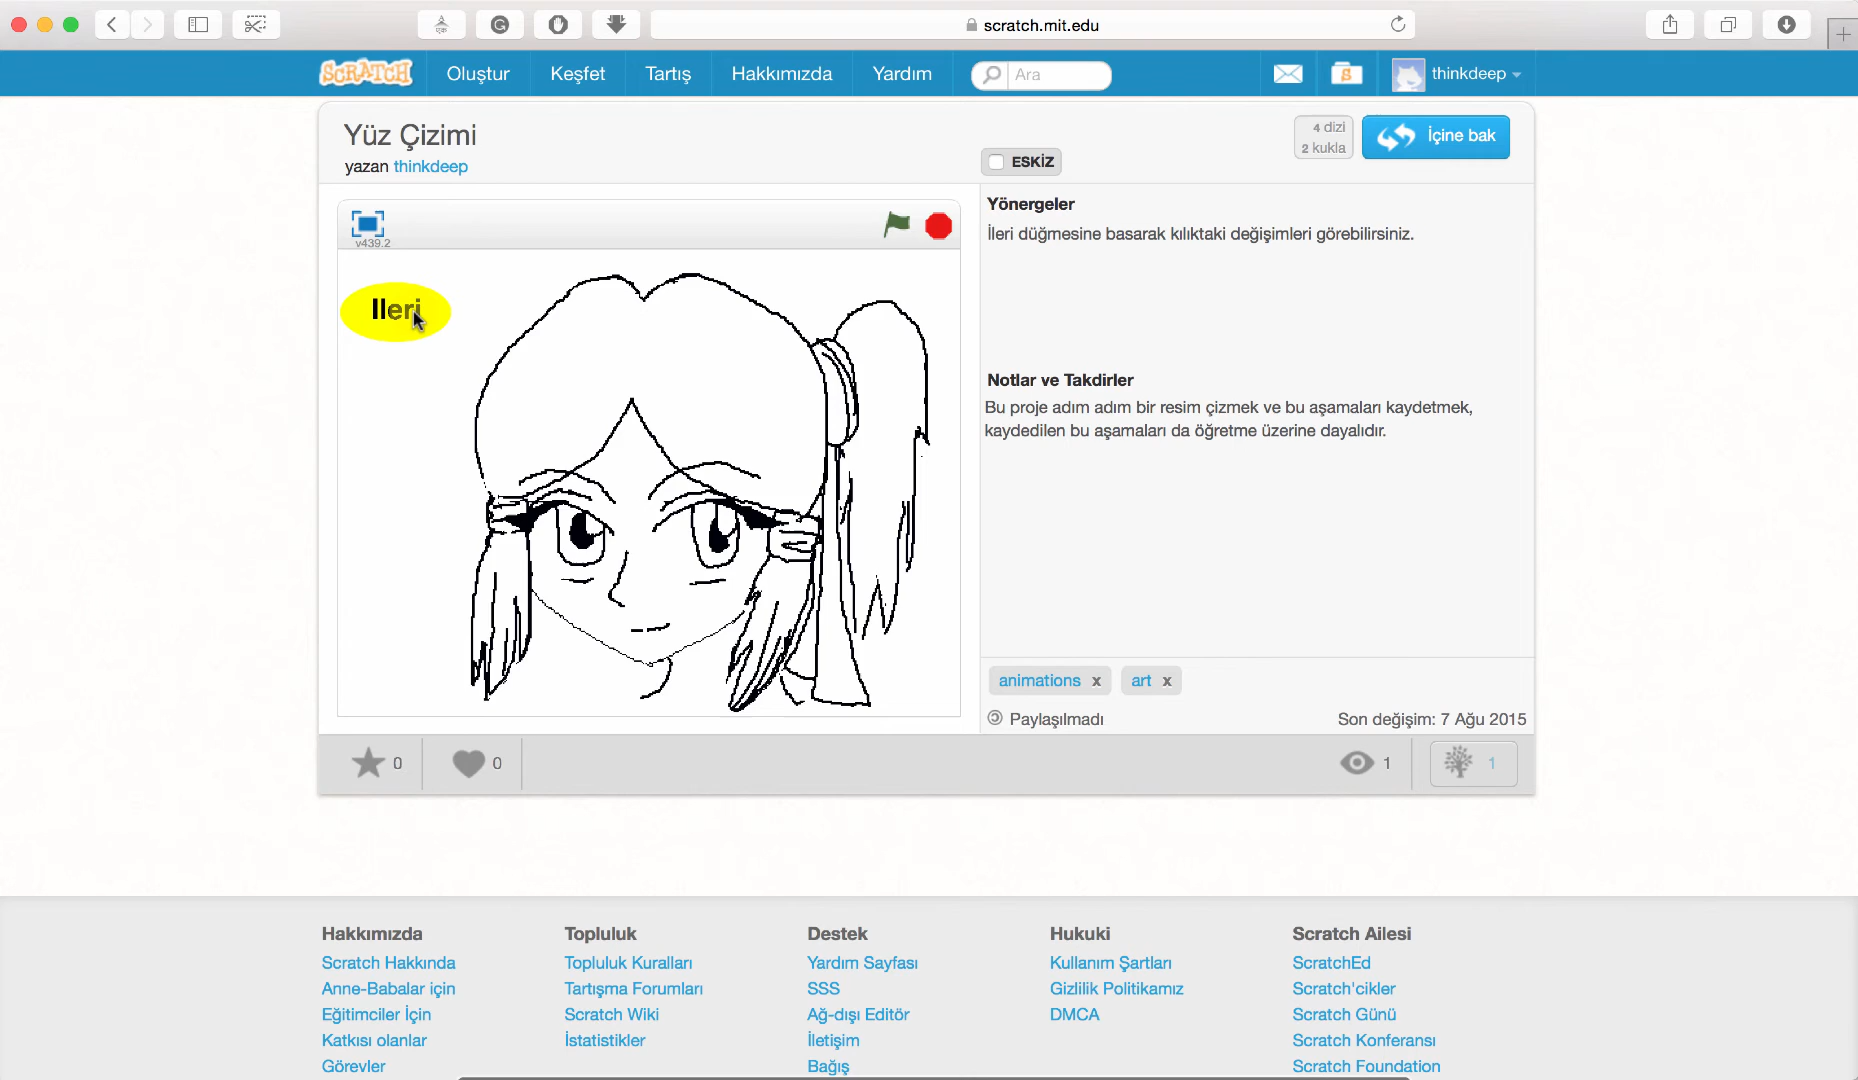 scratch.mit.edu
SCRATCH Oluştur Keşfet Tartış Hakkımızda Yardım Ara S thinkdeep
Yüz Çizimi
yazan thinkdeep
ESKİZ
4 dizi
2 kukla
İçine bak
v439.2
Ileri
Yönergeler
İleri düğmesine basarak kılıktaki değişimleri görebilirsiniz.
Notlar ve Takdirler
Bu proje adım adım bir resim çizmek ve bu aşamaları kaydetmek,
kaydedilen bu aşamaları da öğretme üzerine dayalıdır.
animations x art x
Paylaşılmadı Son değişim: 7 Ağu 2015
0 0 1 1
Hakkımızda
Scratch Hakkında
Anne-Babalar için
Eğitimciler İçin
Katkısı olanlar
Görevler
Topluluk
Topluluk Kuralları
Tartışma Forumları
Scratch Wiki
İstatistikler
Destek
Yardım Sayfası
SSS
Ağ-dışı Editör
İletişim
Bağış
Hukuki
Kullanım Şartları
Gizlilik Politikamız
DMCA
Scratch Ailesi
ScratchEd
Scratch'cikler
Scratch Günü
Scratch Konferansı
Scratch Foundation